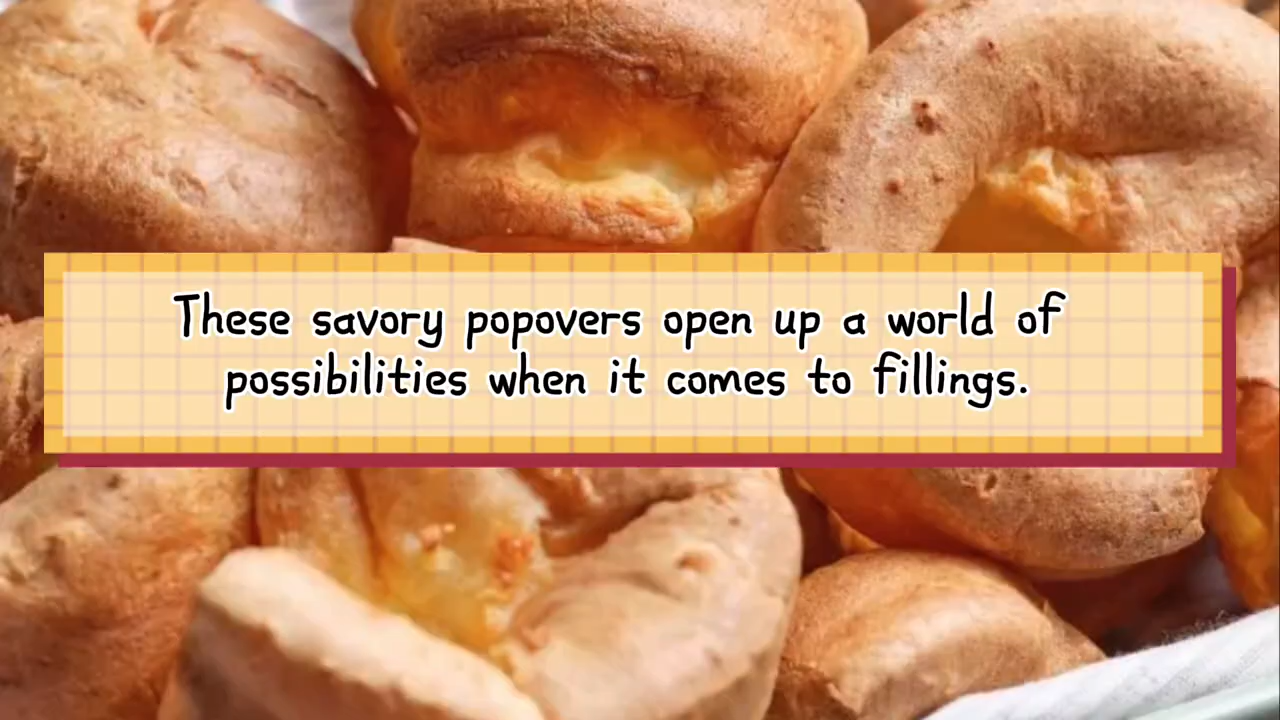 These savory popovers open up a world of
possibilities when it comes to fillings.